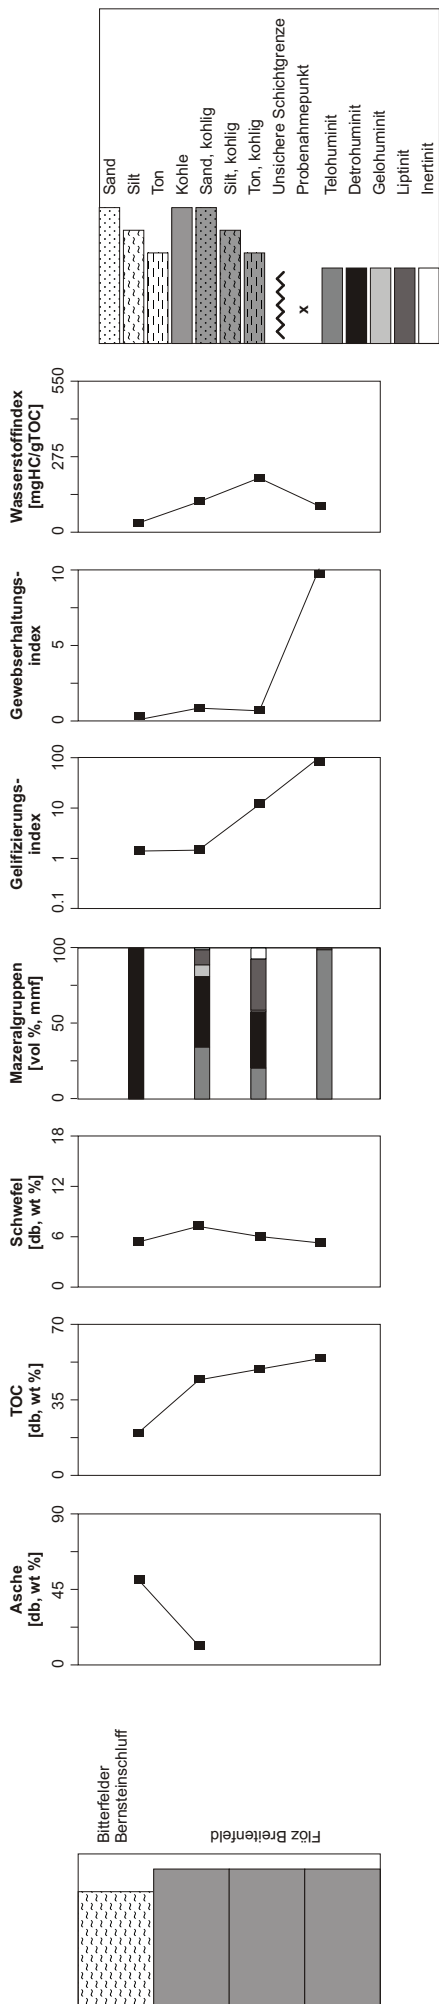 Bitterfelder
Bernsteinschluff
Flöz Breitenfeld
Asche
[db, wt %]
0 45 90
TOC
[db, wt %]
0 35 70
Schwefel
[db, wt %]
0 6 12 18
Mazeralgruppen
[vol %, mmf]
0 50 100
Gelifizierungs-
index
0.1 1 10 100
Gewebserhaltungs-
index
0 5 10
Wasserstoffindex
[mgHC/gTOC]
0 275 550
Sand
Silt
Ton
Kohle
Sand, kohlig
Silt, kohlig
Ton, kohlig
Unsichere Schichtgrenze
x Probenahmepunkt
Telohuminit
Detrohuminit
Gelohuminit
Liptinit
Inertinit